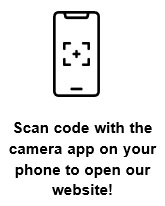 Scan code with the
camera app on your
phone to open our
website!